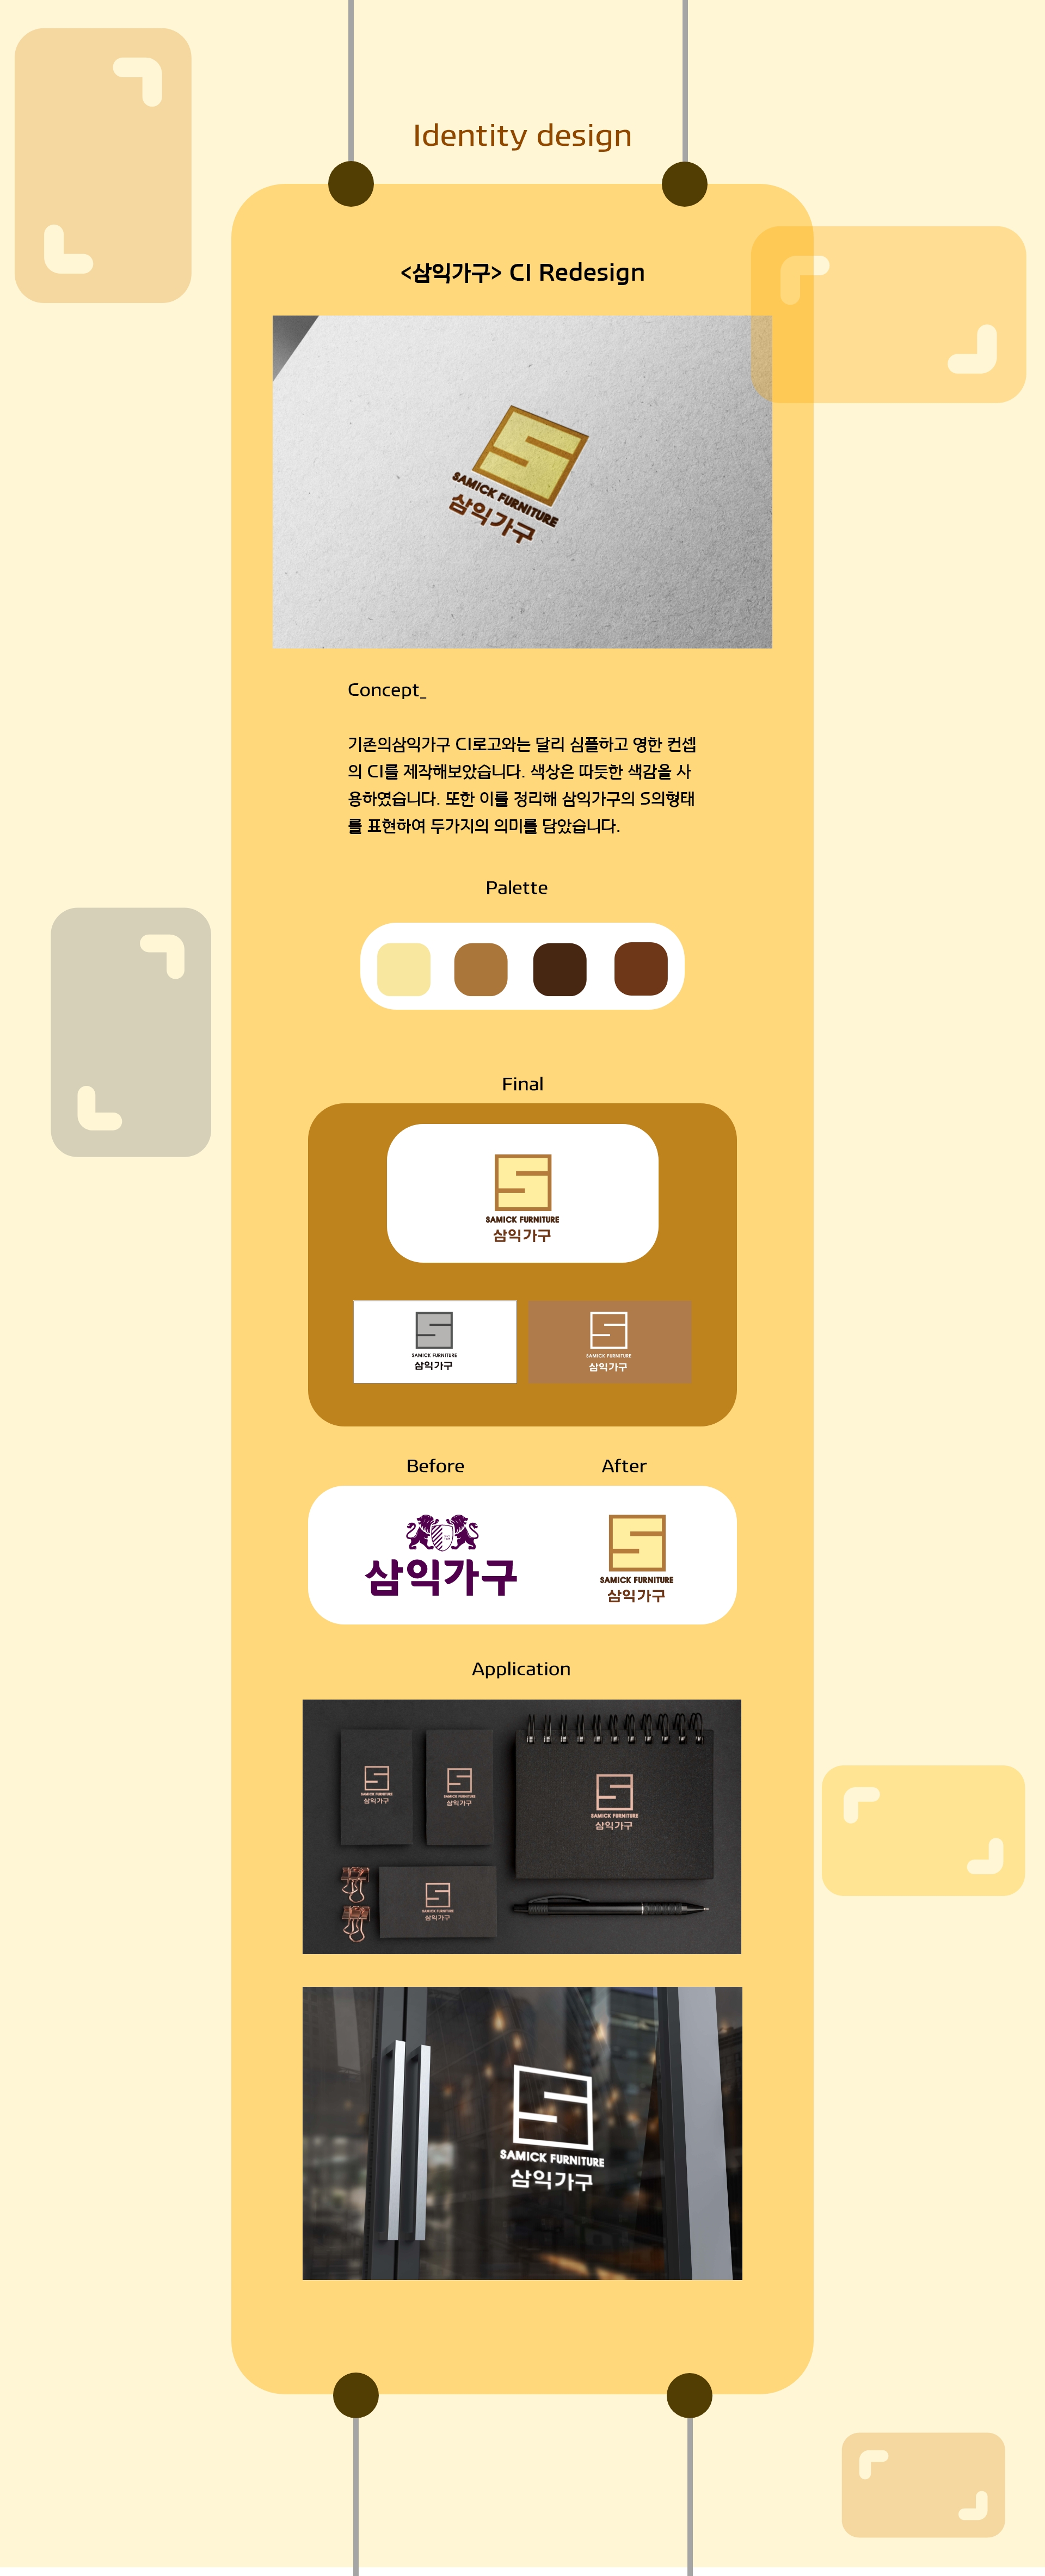 Identity design
<삼익가구> CI Redesign
SAMICK FURNITURE
삼익가구
Concept_
기존의삼익가구 CI로고와는 달리 심플하고 영한 컨셉
의 CI를 제작해보았습니다. 색상은 따듯한 색감을 사
용하였습니다. 또한 이를 정리해 삼익가구의 S의형태
를 표현하여 두가지의 의미를 담았습니다.
Palette
Final
SAMICK FURNITURE
삼익가구
SAMICK FURNITURE
삼익가구
SAMICK FURNITURE
삼익가구
Before
After
삼익가구
SAMICK FURNITURE
삼익가구
Application
SAMICK FURNITURE
삼익가구
SAMICK FURNITURE
삼익가구
SAMICK FURNITURE
삼익가구
SAMICK FURNITURE
삼익가구
SAMICK FURNITURE
삼익가구